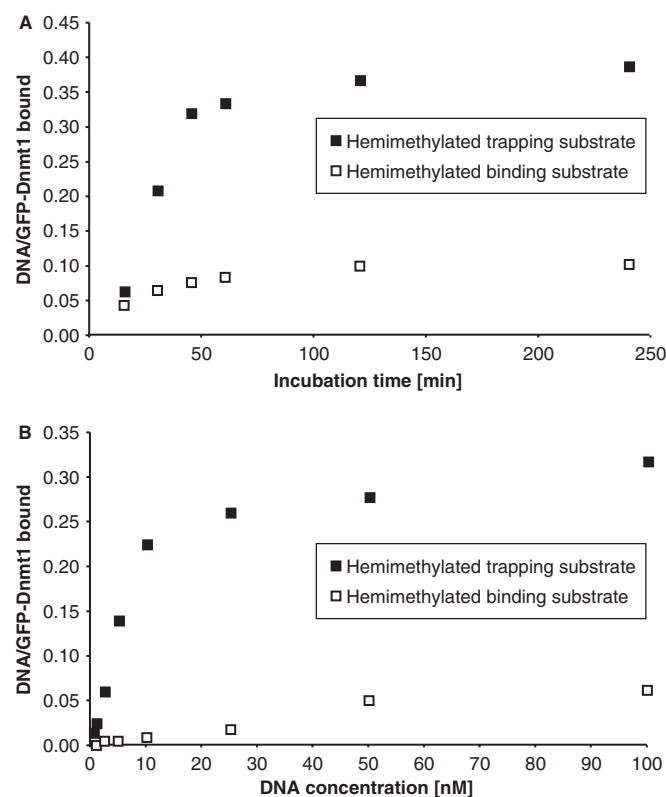 A
0.45
0.40
0.35
0.30
0.25
0.20
0.15
0.10
0.05
0.00
DNA/GFP-Dnmt1 bound
Hemimethylated trapping substrate
Hemimethylated binding substrate
0 50 100 150 200 250
Incubation time [min]
B
0.35
0.30
0.25
0.20
0.15
0.10
0.05
0.00
DNA/GFP-Dnmt1 bound
Hemimethylated trapping substrate
Hemimethylated binding substrate
0 10 20 30 40 50 60 70 80 90 100
DNA concentration [nM]